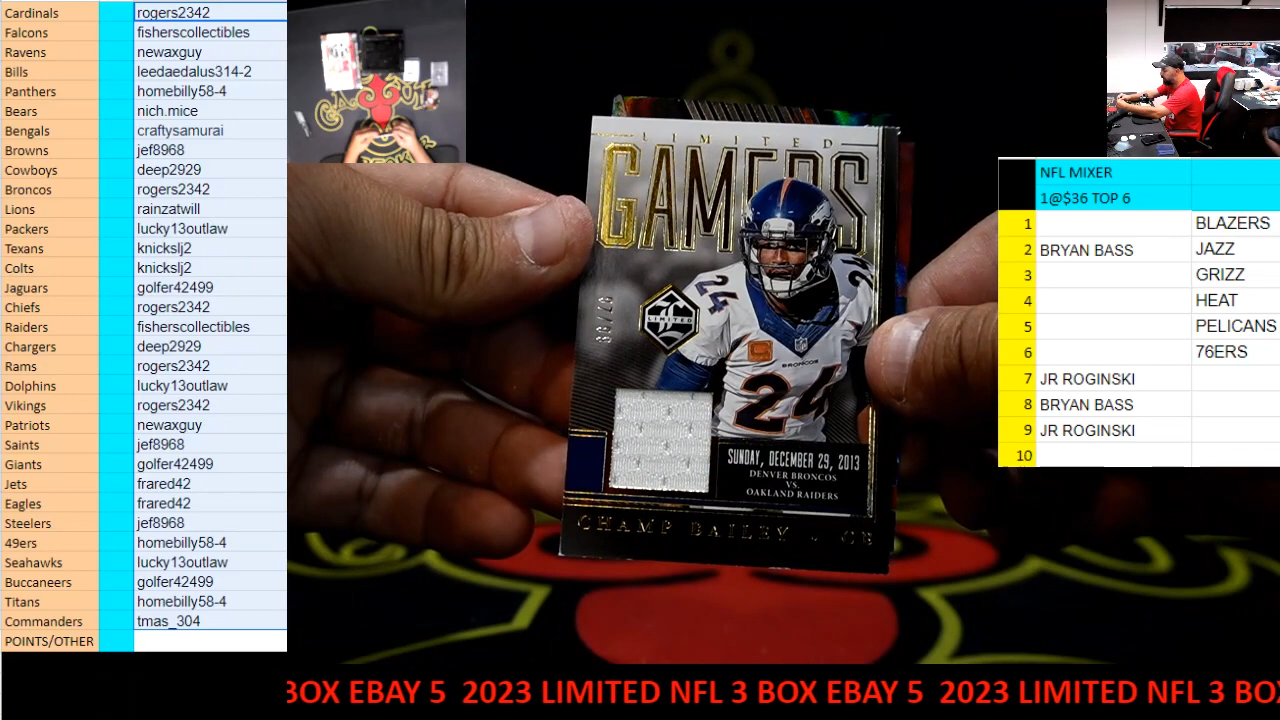 Cardinals rogers2342
Falcons fisherscollectibles
Ravens newaxguy
Bills leedaedalus314-2
Panthers homebilly58-4
Bears nich.mice
Bengals craftysamurai
Browns jef8968
Cowboys deep2929
Broncos rogers2342
Lions rainzatwill
Packers lucky13outlaw
Texans knickslj2
Colts knickslj2
Jaguars golfer42499
Chiefs rogers2342
Raiders fisherscollectibles
Chargers deep2929
Rams rogers2342
Dolphins lucky13outlaw
Vikings rogers2342
Patriots newaxguy
Saints jef8968
Giants golfer42499
Jets frared42
Eagles frared42
Steelers jef8968
49ers homebilly58-4
Seahawks lucky13outlaw
Buccaneers golfer42499
Titans homebilly58-4
Commanders tmas_304
POINTS/OTHER
LIMITED
GAMERS
LIMITED
24
BRONCOS
24
SUNDAY, DECEMBER 29, 2013
DENVER BRONCOS
VS.
OAKLAND RAIDERS
CHAMP BAILEY - CB
NFL MIXER
1@$36 TOP 6
1 BLAZERS
2 BRYAN BASS JAZZ
3 GRIZZ
4 HEAT
5 PELICANS
6 76ERS
7 JR ROGINSKI
8 BRYAN BASS
9 JR ROGINSKI
10
BOX EBAY 5 2023 LIMITED NFL 3 BOX EBAY 5 2023 LIMITED NFL 3 BOX